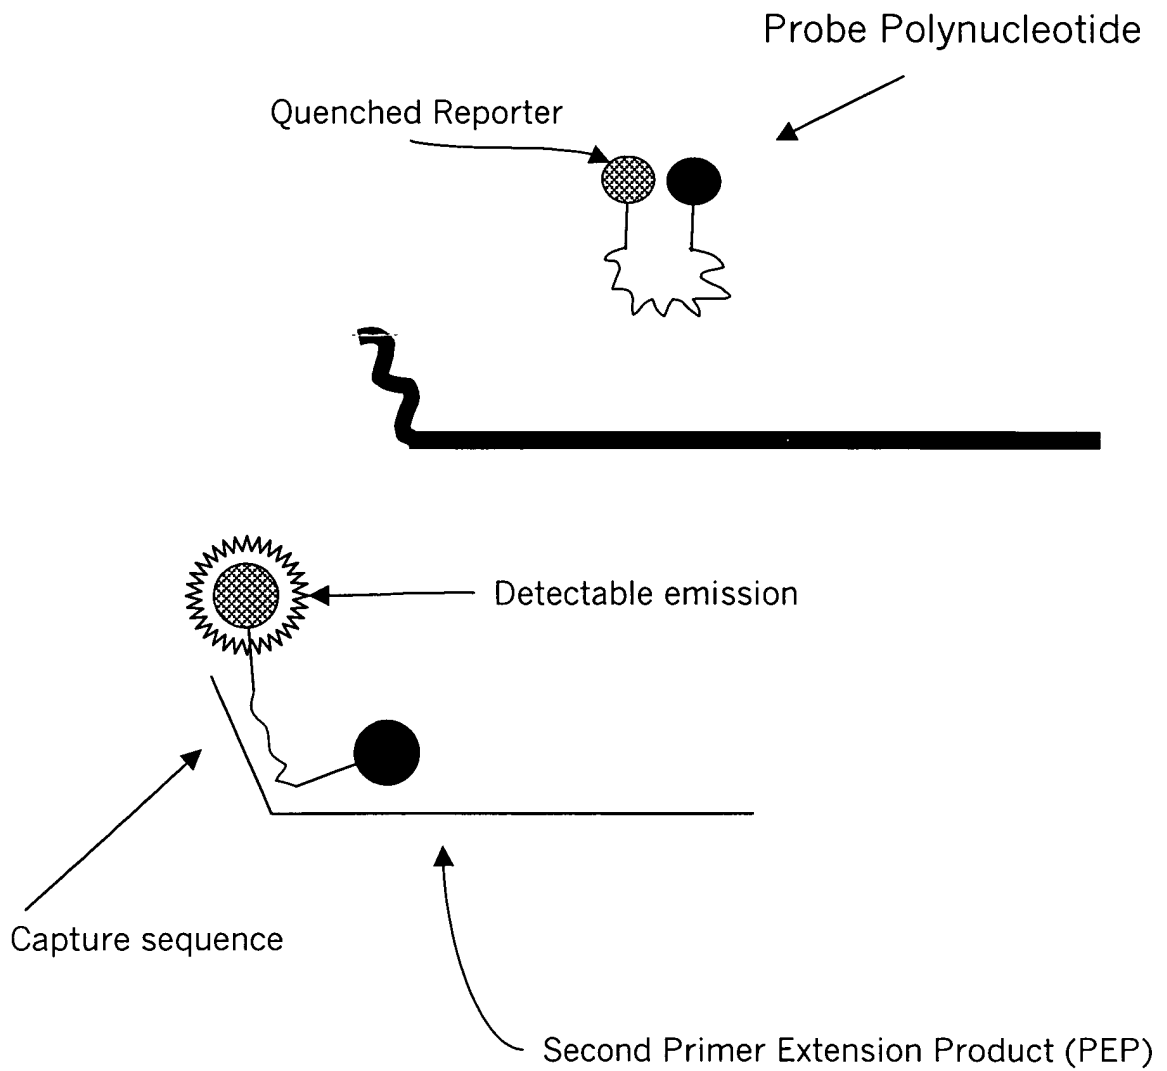 Probe Polynucleotide
Quenched Reporter
Detectable emission
Capture sequence
Second Primer Extension Product (PEP)